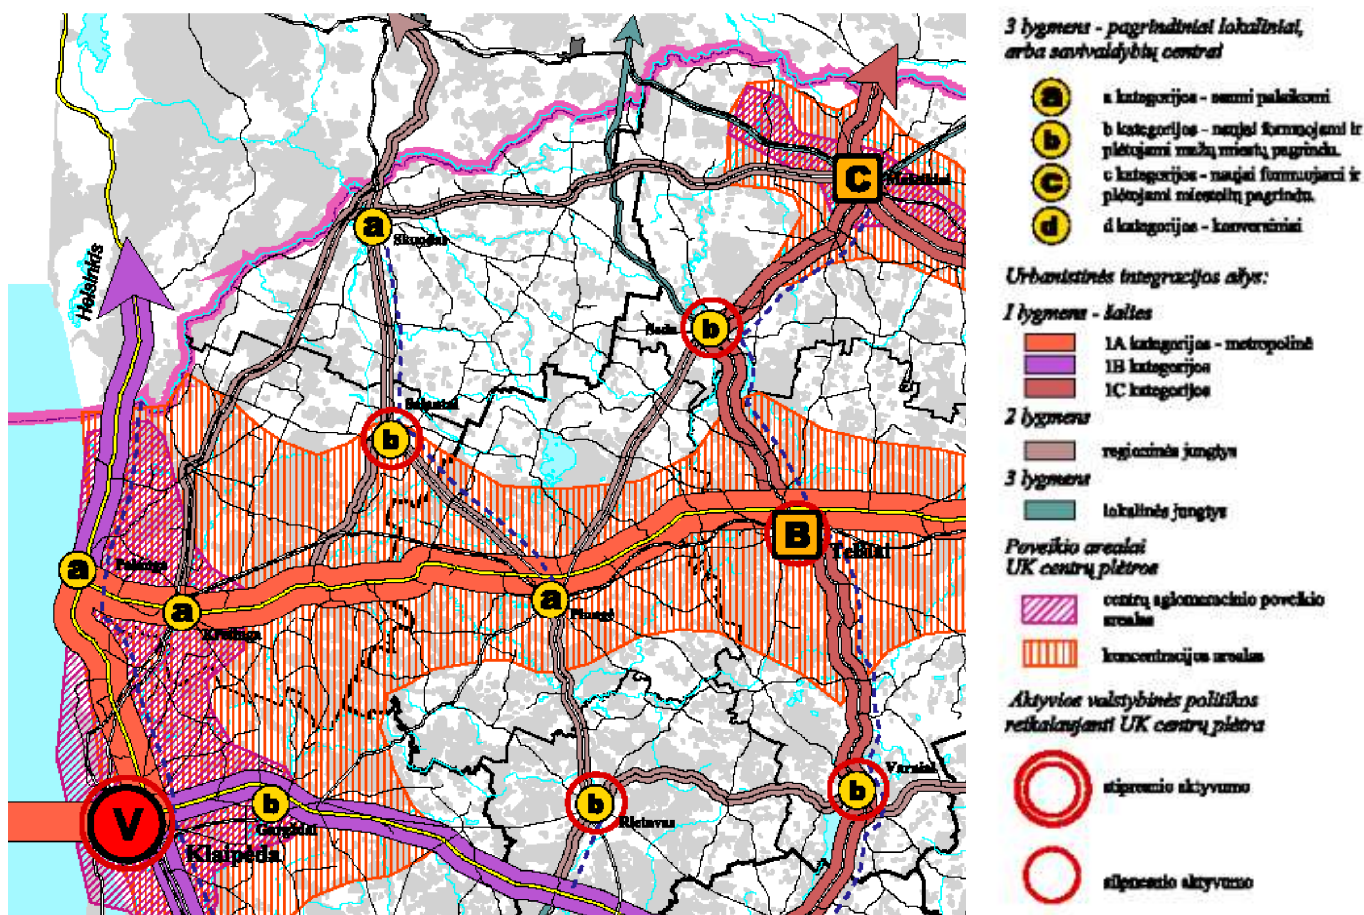 Helsinkis
a
Skuodas
C
Mažeikiai
b
Seda
b
Salantai
a
Palanga
a
Kretinga
a
Plungė
B
Telšiai
V
Klaipėda
b
Gargždai
b
Rietavas
b
Varniai
3 lygmens - pagrindiniai lokaliniai,
arba savivaldybių centrai
a
a kategorijos - esami palaikomi
b
b kategorijos - naujai formuojami ir
plėtojami mažų miestų pagrindu.
c
c kategorijos - naujai formuojami ir
plėtojami miestelių pagrindu.
d
d kategorijos - konversiniai
Urbanistinės integracijos ašys:
I lygmens - šalies
1A kategorijos - metropolinė
1B kategorijos
1C kategorijos
2 lygmens
regioninės jungtys
3 lygmens
lokalinės jungtys
Poveikio arealai
UK centrų plėtros
centrų aglomeracinio poveikio
arealas
koncentracijos arealas
Aktyvios valstybinės politikos
reikalaujanti UK centrų plėtra
stipresnio aktyvumo
silpnesnio aktyvumo